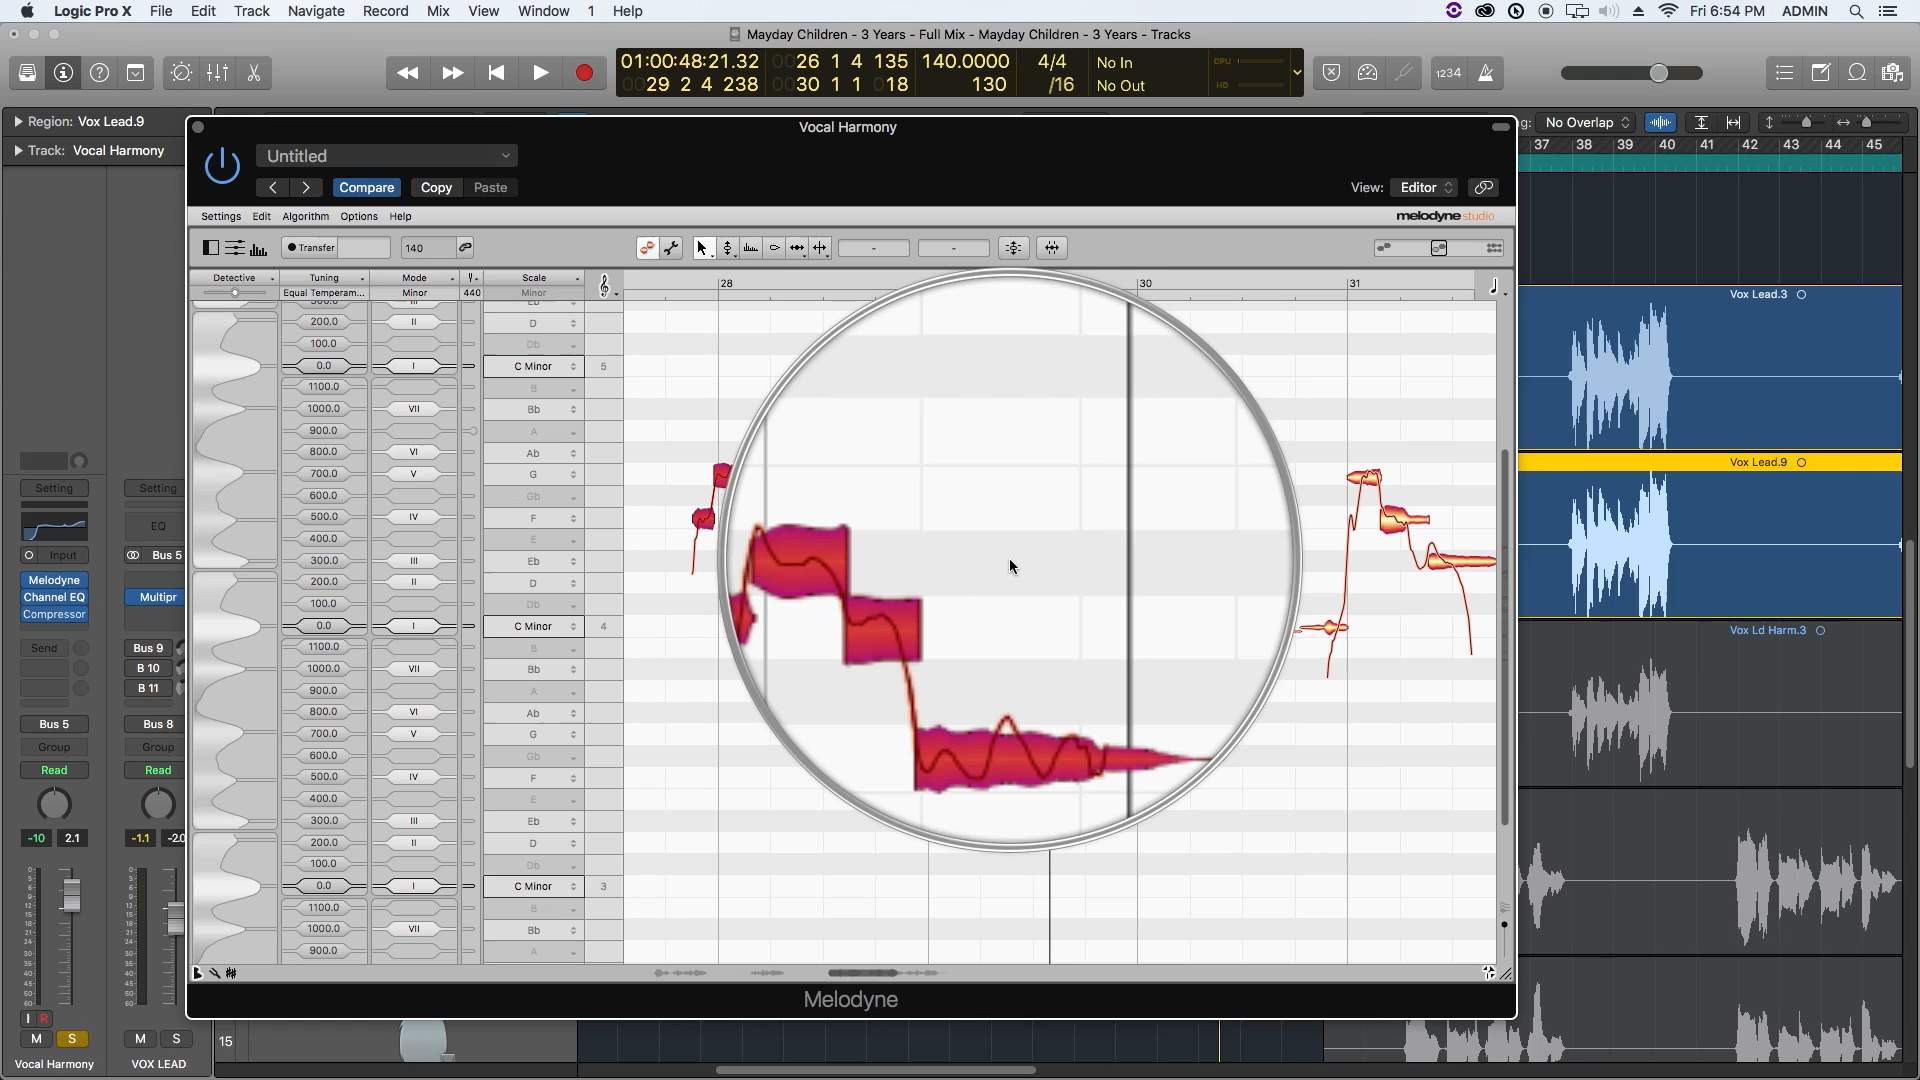 Logic Pro X File Edit Track Navigate Record Mix View Window 1 Help
Fri 6:54 PM ADMIN
Mayday Children - 3 Years - Full Mix - Mayday Children - 3 Years - Tracks
01:00:48:21.32 0026 1 4 135 140.0000 4/4 No In CPU
0029 2 4 238 0030 1 1 018 130 /16 No Out HD
1234
Region: Vox Lead.9
Track: Vocal Harmony
Vocal Harmony
g: No Overlap
37 38 39 40 41 42 43 44 45
Untitled
Compare Copy Paste
View: Editor
Settings Edit Algorithm Options Help
melodyne studio
Transfer 140
- -
Detective Tuning Mode Scale
Equal Temperam... Minor 440 Minor
28 30 31
300.0 III Eb
200.0 II D
100.0 Db
0.0 I C Minor 5
1100.0 B
1000.0 VII Bb
900.0 A
800.0 VI Ab
700.0 V G
600.0 Gb
500.0 IV F
400.0 E
300.0 III Eb
200.0 II D
100.0 Db
0.0 I C Minor 4
1100.0 B
1000.0 VII Bb
900.0 A
800.0 VI Ab
700.0 V G
600.0 Gb
500.0 IV F
400.0 E
300.0 III Eb
200.0 II D
100.0 Db
0.0 I C Minor 3
1100.0 B
1000.0 VII Bb
900.0 A
Melodyne
Vox Lead.3
Vox Lead.9
Vox Ld Harm.3
Setting Setting
EQ
Input Bus 5
Melodyne
Channel EQ Multipr
Compressor
Send Bus 9
B 10
B 11
Bus 5 Bus 8
Group Group
Read Read
-10 2.1 -1.1 -2.0
I R
M S M S
15
Vocal Harmony VOX LEAD